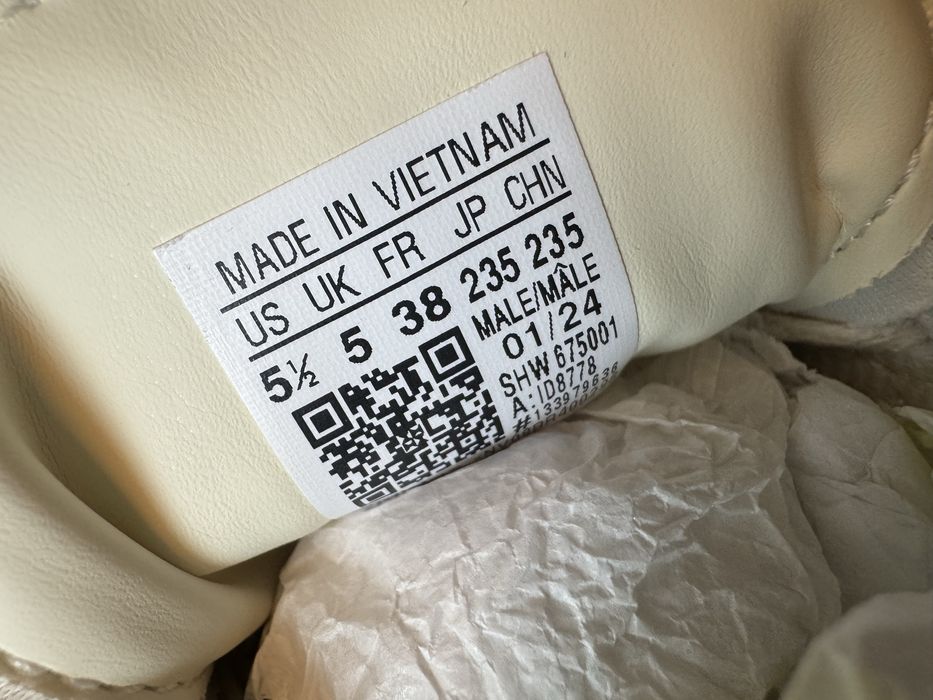 MADE IN VIETNAM
US UK FR JP CHN
5½ 5 38 235 235
MALE/MÂLE
01/24
SHW 675001
A: ID8778